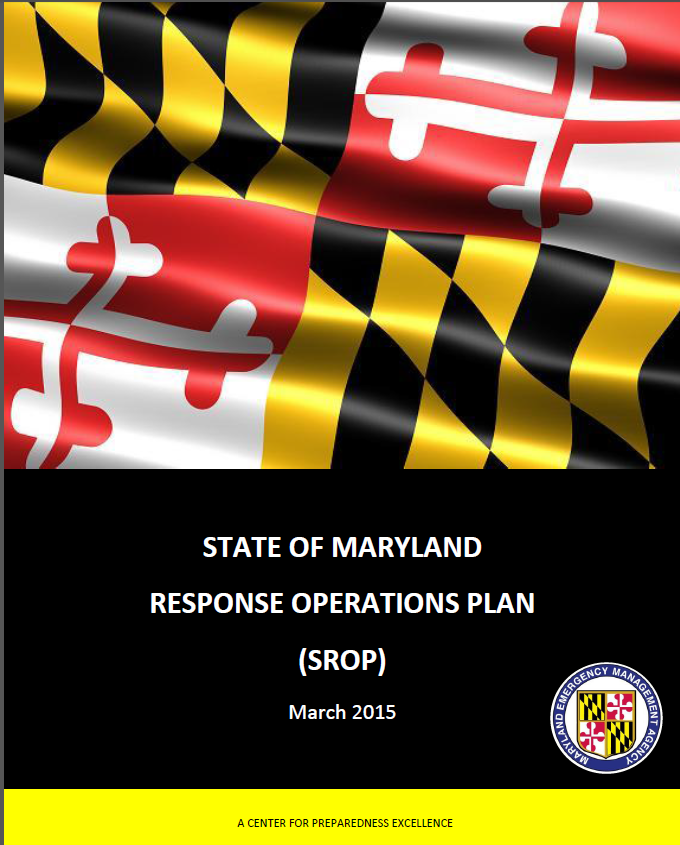 STATE OF MARYLAND
RESPONSE OPERATIONS PLAN
(SROP)
March 2015
MARYLAND EMERGENCY MANAGEMENT AGENCY
A CENTER FOR PREPAREDNESS EXCELLENCE